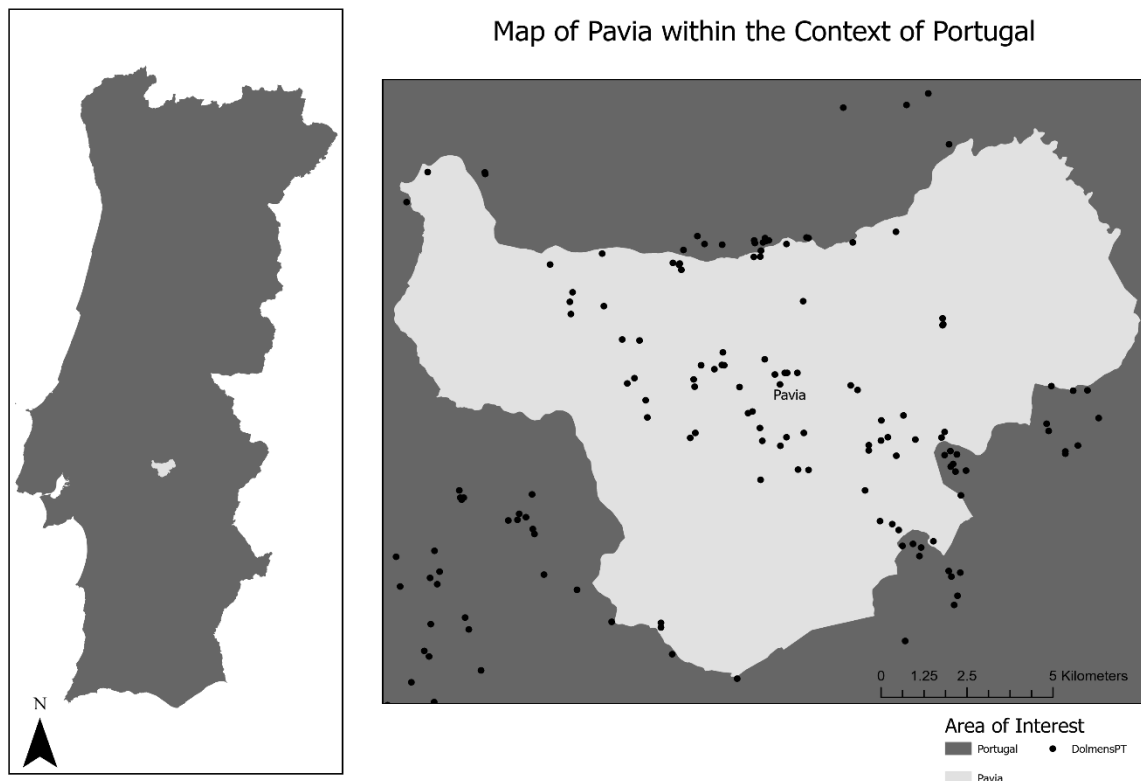 Map of Pavia within the Context of Portugal
Pavia
N
0 1.25 2.5 5 Kilometers
Area of Interest
Portugal DolmensPT
Pavia